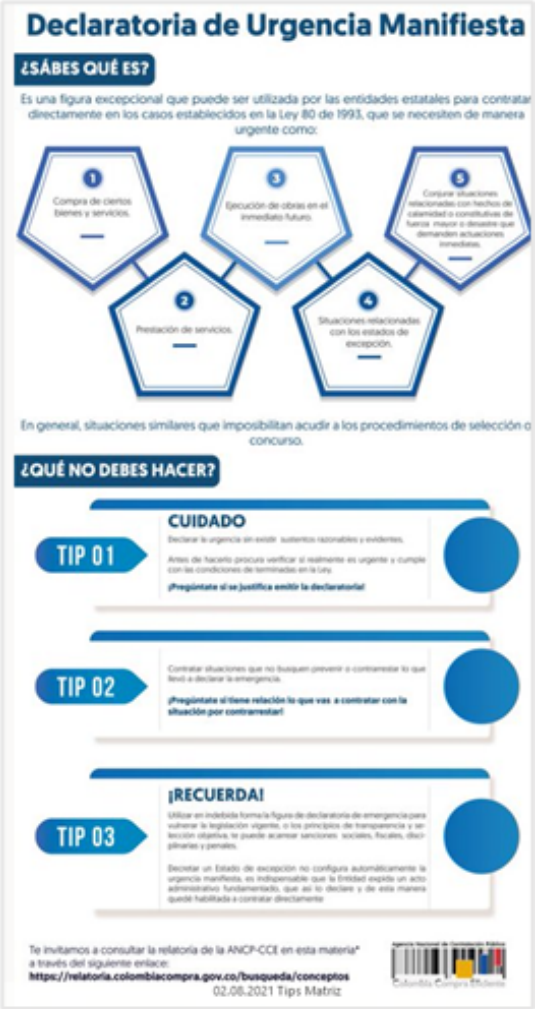 Declaratoria de Urgencia Manifiesta
¿SÁBES QUÉ ES?
Es una figura excepcional que puede ser utilizada por las entidades estatales para contratar
directamente en los casos establecidos en la Ley 80 de 1993, que se necesiten de manera
urgente como:
1
Compra de ciertos
bienes y servicios.
2
Prestación de servicios.
3
Ejecución de obras en el
inmediato futuro.
4
Situaciones relacionadas
con los estados de
excepción.
5
Conjurar situaciones
relacionadas con hechos de
calamidad o constitutivas de
fuerza mayor o desastre que
demanden actuaciones
inmediatas.
En general, situaciones similares que imposibilitan acudir a los procedimientos de selección o
concurso.
¿QUÉ NO DEBES HACER?
TIP 01
CUIDADO
Declarar la urgencia sin existir sustentos razonables y evidentes.
Antes de hacerlo procura verificar si realmente es urgente y cumple
con las condiciones de terminadas en la Ley.
¡Pregúntate si se justifica emitir la declaratoria!
TIP 02
Contratar situaciones que no busquen prevenir o contrarrestar lo que
llevó a declarar la emergencia.
¡Pregúntate si tiene relación lo que vas a contratar con la
situación por contrarrestar!
TIP 03
¡RECUERDA!
Utilizar en indebida forma la figura de declaratoria de emergencia para
vulnerar la legislación vigente, o los principios de transparencia y se-
lección objetiva, te puede acarrear sanciones sociales, fiscales, disci-
plinarias y penales.
Decretar un Estado de excepción no configura automáticamente la
urgencia manifiesta, es indispensable que la Entidad expida un acto
administrativo fundamentado, que así lo declare y de esta manera
quedé habilitada a contratar directamente
Te invitamos a consultar la relatoría de la ANCP-CCE en esta materia*
a través del siguiente enlace:
https://relatoria.colombiacompra.gov.co/busqueda/conceptos
02.08.2021 Tips Matriz
Agencia Nacional de Contratación Pública
Colombia Compra Eficiente